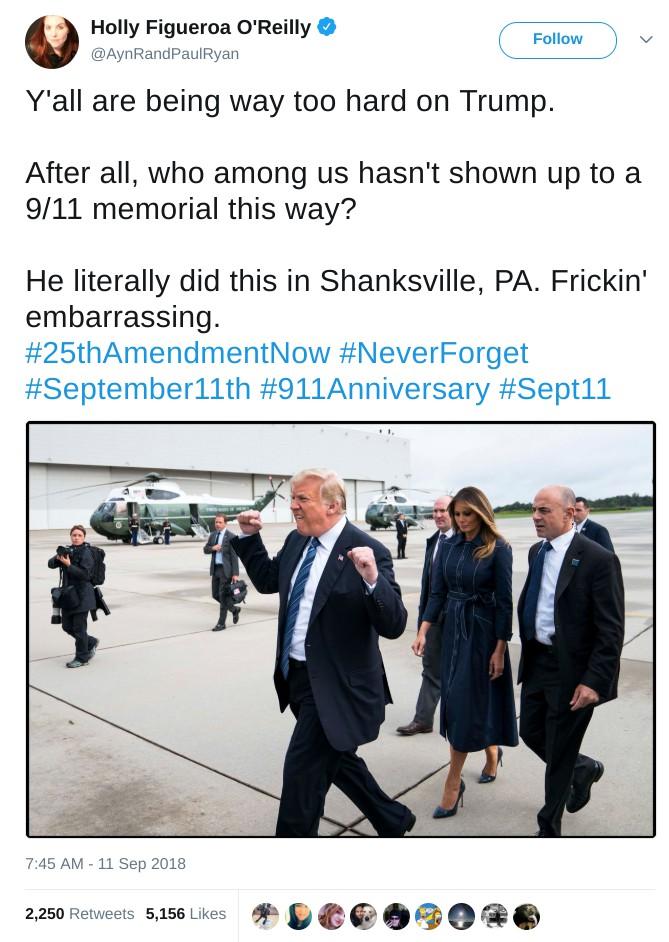 Holly Figueroa O'Reilly
@AynRandPaulRyan
Follow
Y'all are being way too hard on Trump.
After all, who among us hasn't shown up to a
9/11 memorial this way?
He literally did this in Shanksville, PA. Frickin'
embarrassing.
#25thAmendmentNow #NeverForget
#September11th #911Anniversary #Sept11
7:45 AM - 11 Sep 2018
2,250 Retweets 5,156 Likes